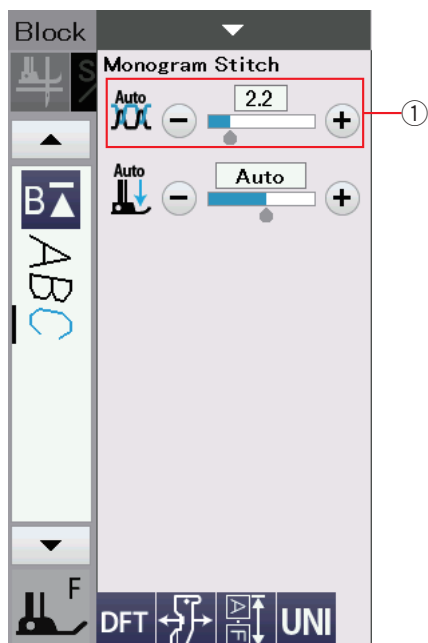 Block
Monogram Stitch
S
Auto
2.2
①
Auto
Auto
B
ABC
F
DFT
A-F
UNI